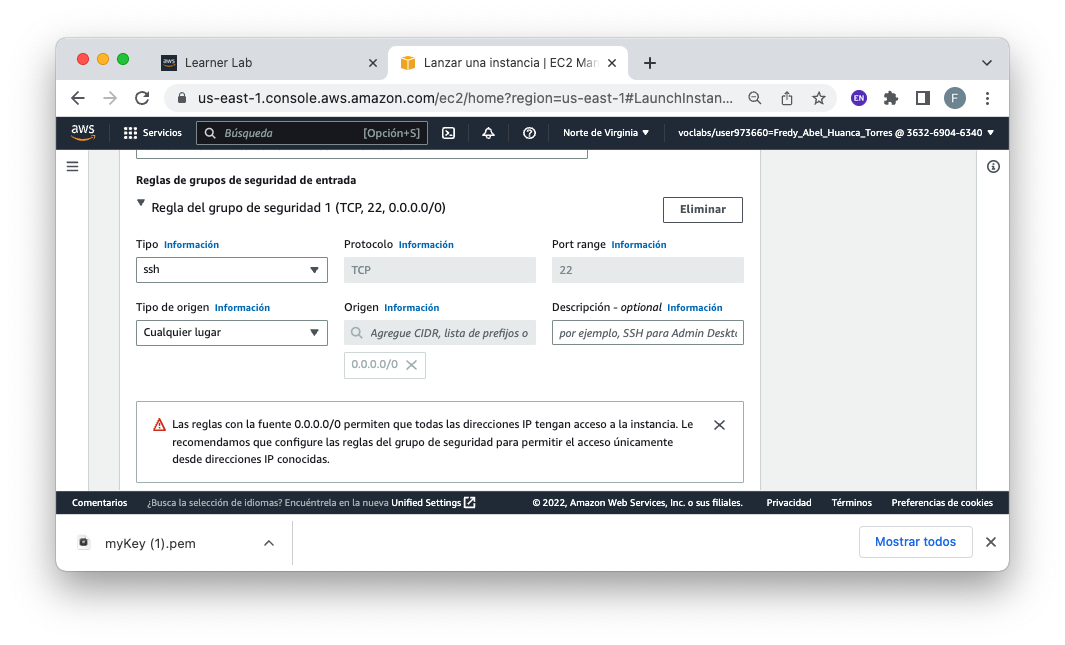 aws Learner Lab
Lanzar una instancia | EC2 Man
us-east-1.console.aws.amazon.com/ec2/home?region=us-east-1#LaunchInstan...
EN
F
aws Servicios Búsqueda [Opción+S] Norte de Virginia voclabs/user973660=Fredy_Abel_Huanca_Torres @ 3632-6904-6340
Reglas de grupos de seguridad de entrada
Regla del grupo de seguridad 1 (TCP, 22, 0.0.0.0/0)
Eliminar
Tipo Información
ssh
Protocolo Información
TCP
Port range Información
22
Tipo de origen Información
Cualquier lugar
Origen Información
Agregue CIDR, lista de prefijos o
0.0.0.0/0
Descripción - optional Información
por ejemplo, SSH para Admin Deskto
Las reglas con la fuente 0.0.0.0/0 permiten que todas las direcciones IP tengan acceso a la instancia. Le
recomendamos que configure las reglas del grupo de seguridad para permitir el acceso únicamente
desde direcciones IP conocidas.
Comentarios ¿Busca la selección de idiomas? Encuéntrela en la nueva Unified Settings © 2022, Amazon Web Services, Inc. o sus filiales. Privacidad Términos Preferencias de cookies
myKey (1).pem
Mostrar todos